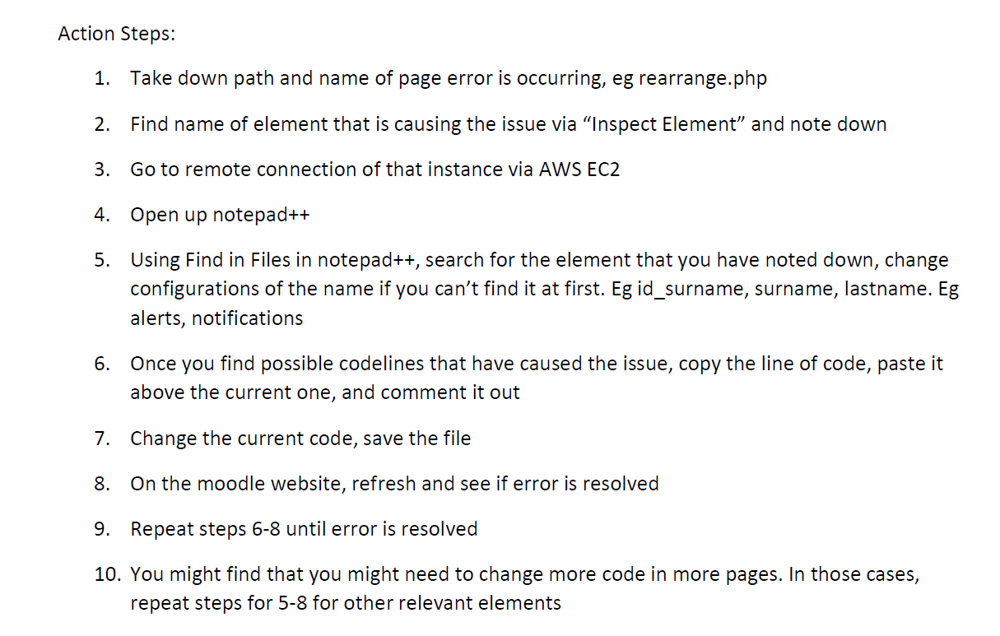 Action Steps:
1. Take down path and name of page error is occurring, eg rearrange.php
2. Find name of element that is causing the issue via “Inspect Element” and note down
3. Go to remote connection of that instance via AWS EC2
4. Open up notepad++
5. Using Find in Files in notepad++, search for the element that you have noted down, change
configurations of the name if you can’t find it at first. Eg id_surname, surname, lastname. Eg
alerts, notifications
6. Once you find possible codelines that have caused the issue, copy the line of code, paste it
above the current one, and comment it out
7. Change the current code, save the file
8. On the moodle website, refresh and see if error is resolved
9. Repeat steps 6-8 until error is resolved
10. You might find that you might need to change more code in more pages. In those cases,
repeat steps for 5-8 for other relevant elements